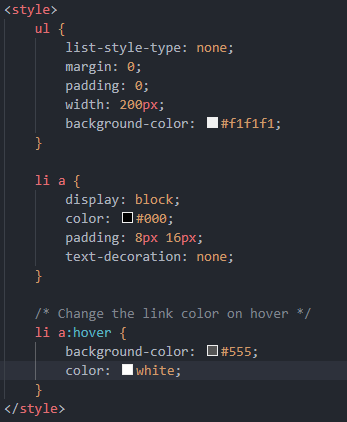 <style>
ul {
list-style-type: none;
margin: 0;
padding: 0;
width: 200px;
background-color: #f1f1f1;
}
li a {
display: block;
color: #000;
padding: 8px 16px;
text-decoration: none;
}
/* Change the link color on hover */
li a:hover {
background-color: #555;
color: white;
}
</style>